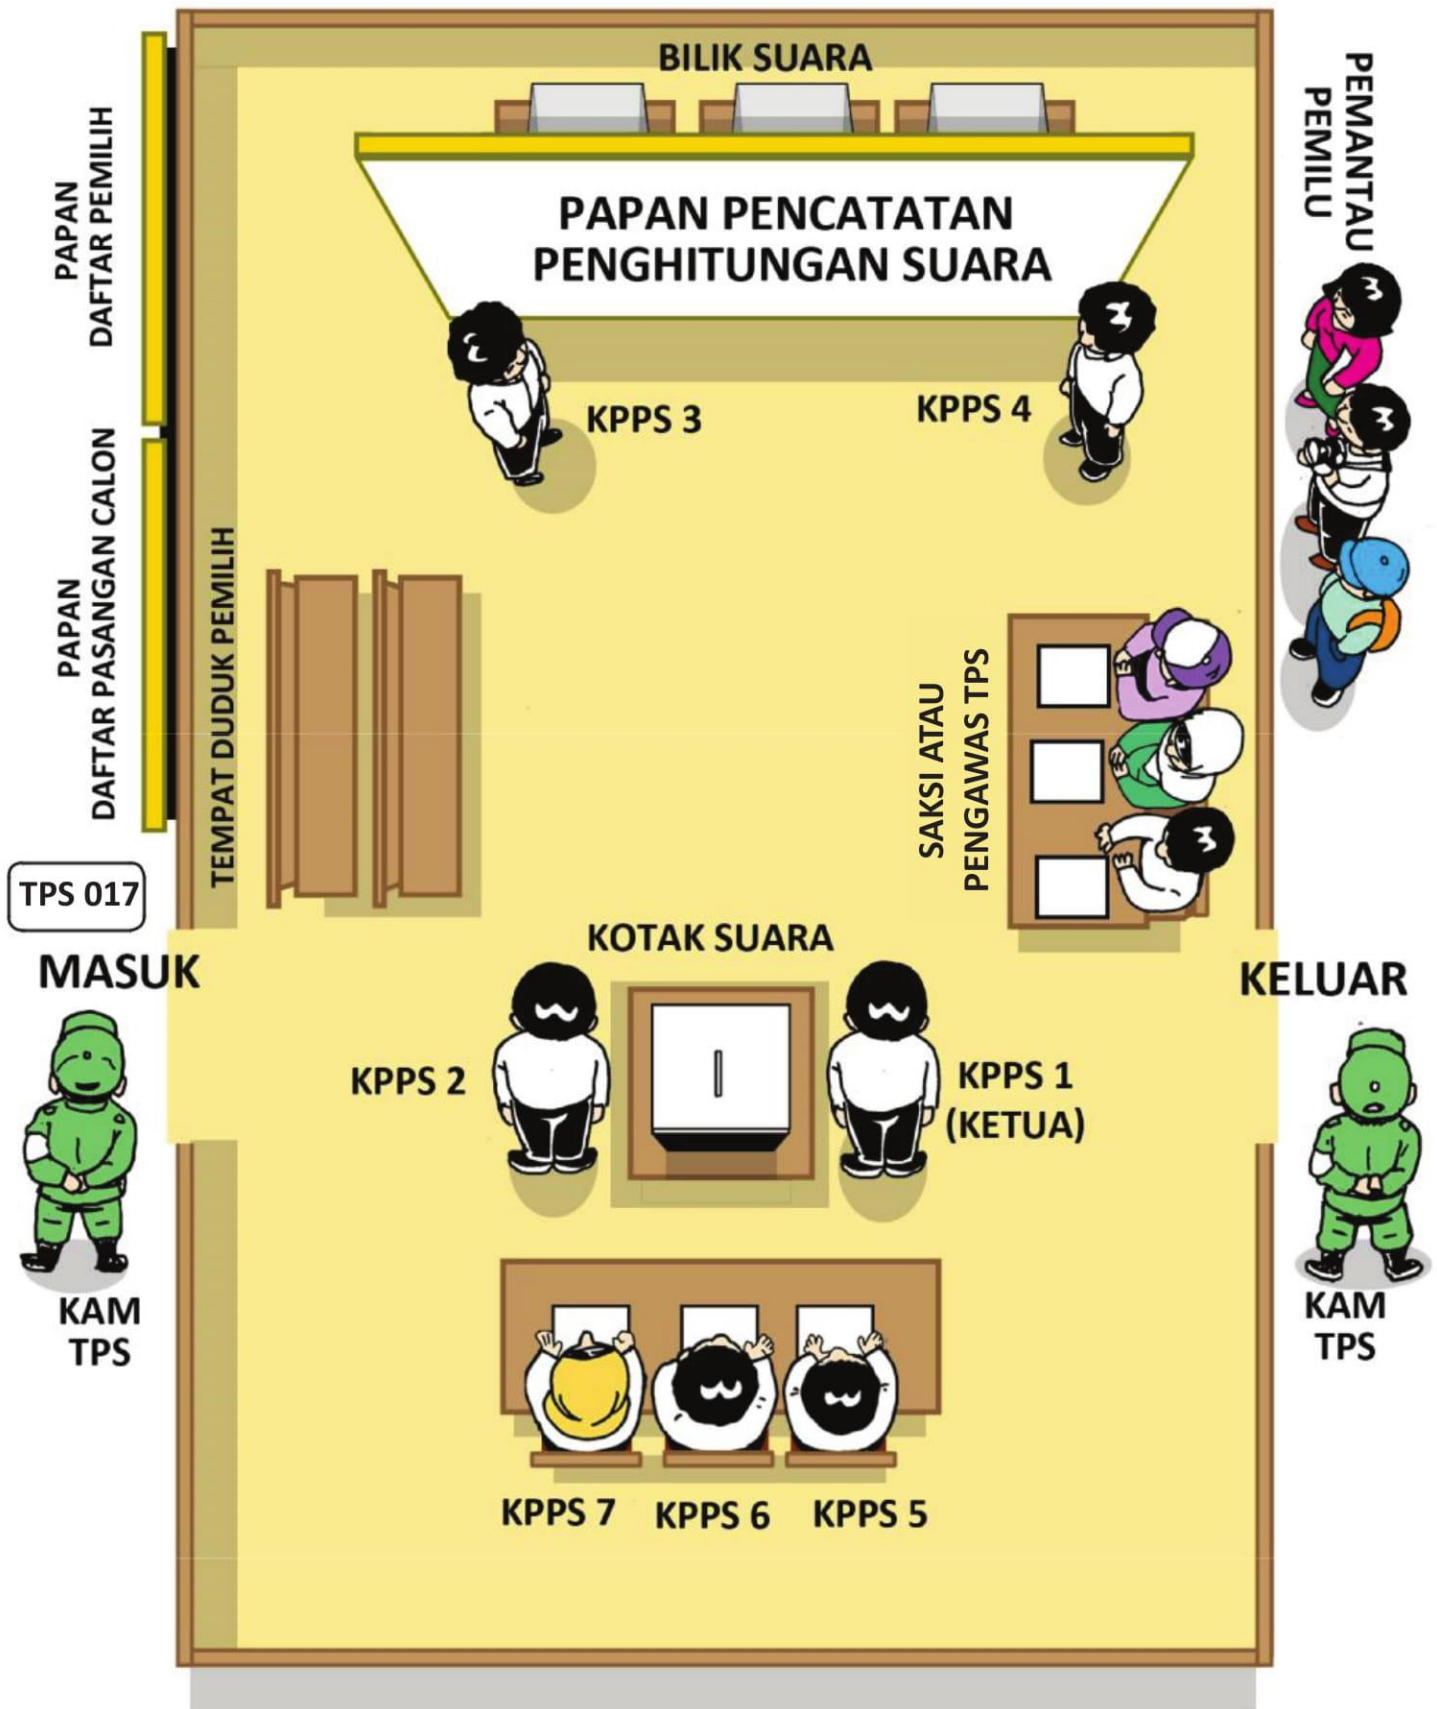 BILIK SUARA
PAPAN PENCATATAN
PENGHITUNGAN SUARA
PEMANTAU
PEMILU
PAPAN
DAFTAR PEMILIH
KPPS 3
KPPS 4
PAPAN
DAFTAR PASANGAN CALON
TEMPAT DUDUK PEMILIH
SAKSI ATAU
PENGAWAS TPS
TPS 017
MASUK
KOTAK SUARA
KELUAR
KPPS 2
KPPS 1
(KETUA)
KAM
TPS
KAM
TPS
KPPS 7
KPPS 6
KPPS 5